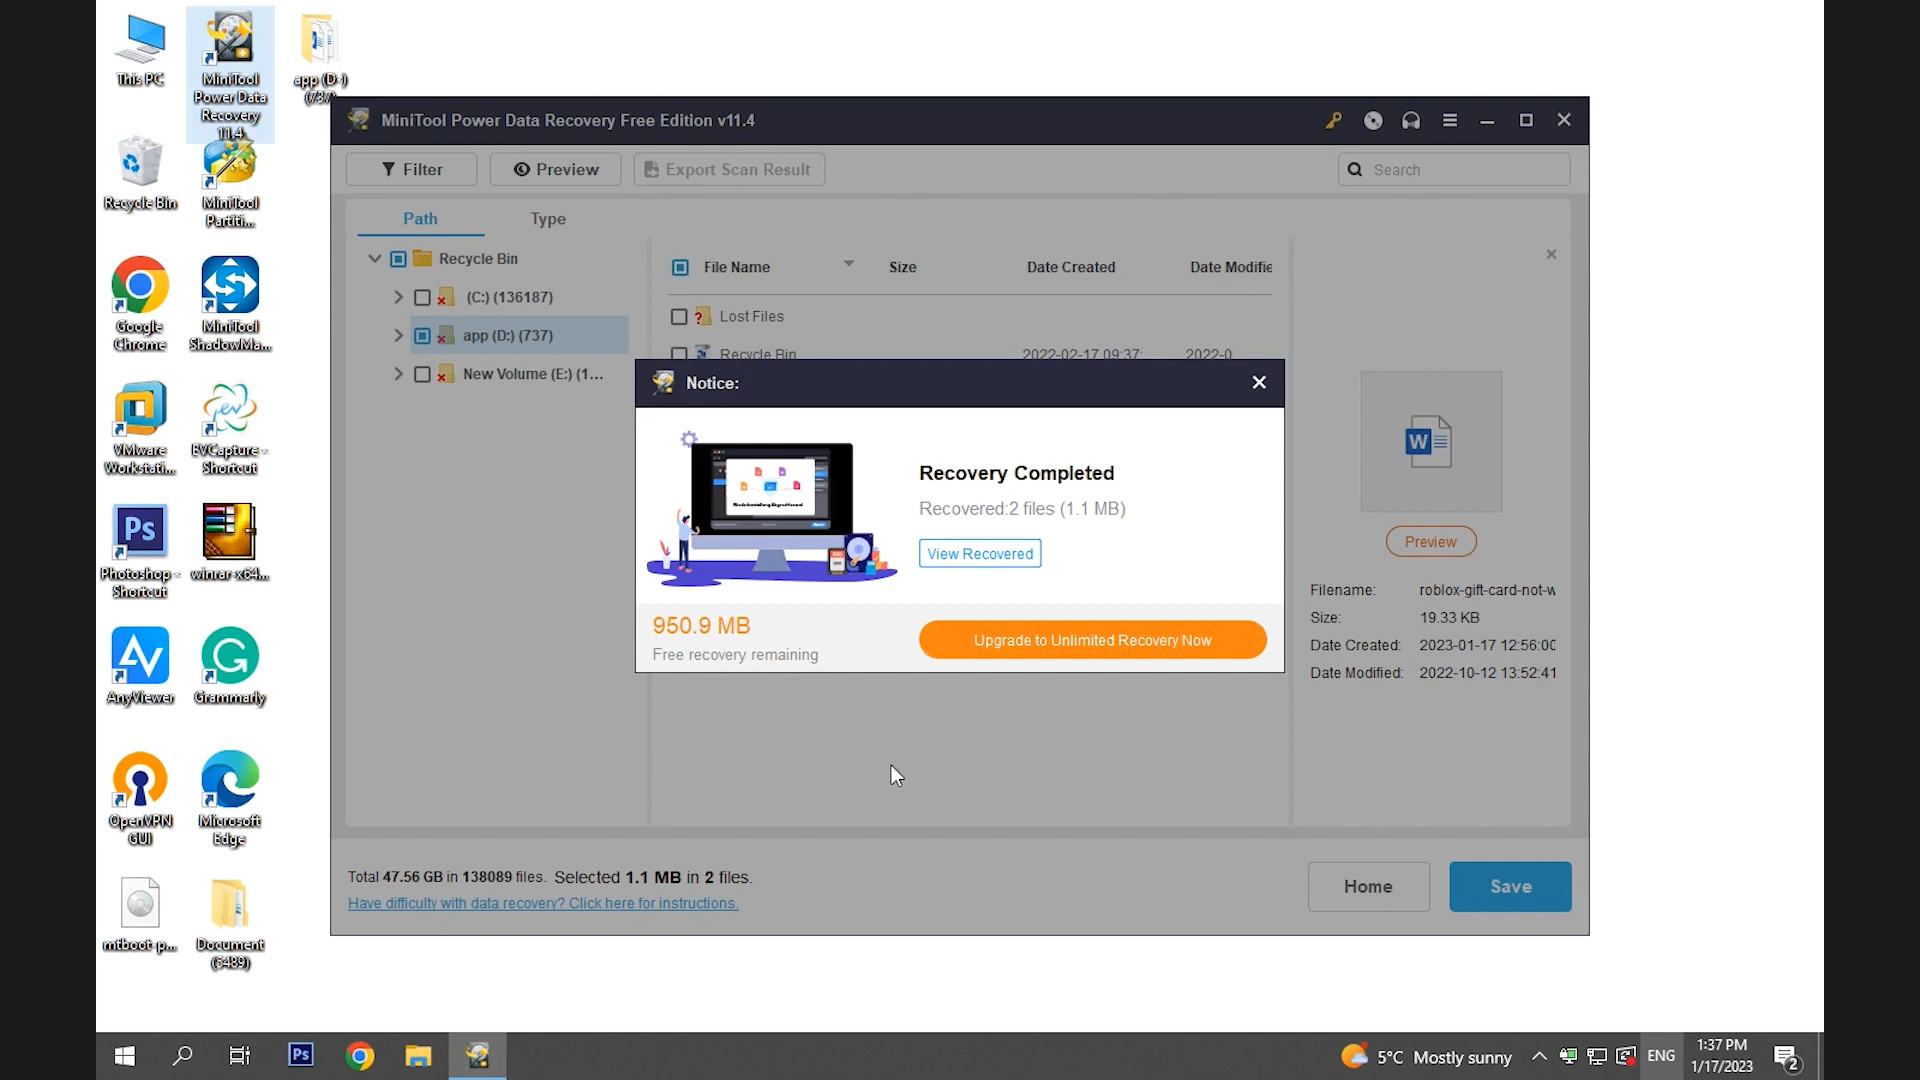 This PC
MiniTool
Power Data
Recovery
11.4
app (D:)
(737)
Recycle Bin
MiniTool
Partiti...
Google
Chrome
MiniTool
ShadowMa...
VMware
Workstati...
EVCapture -
Shortcut
Ps
Photoshop -
Shortcut
winrar-x64...
AnyViewer
Grammarly
OpenVPN
GUI
Microsoft
Edge
mtboot-p...
Document
(5489)
MiniTool Power Data Recovery Free Edition v11.4
Filter
Preview
Export Scan Result
Search
Path
Type
Recycle Bin
(C:) (136187)
app (D:) (737)
New Volume (E:) (1...
File Name
Size
Date Created
Date Modifie
Lost Files
Recycle Bin
2022-02-17 09:37:
2022-0
Notice:
Recovery Completed
Recovered:2 files (1.1 MB)
View Recovered
950.9 MB
Free recovery remaining
Upgrade to Unlimited Recovery Now
W
Preview
Filename: roblox-gift-card-not-w
Size: 19.33 KB
Date Created: 2023-01-17 12:56:00
Date Modified: 2022-10-12 13:52:41
Total 47.56 GB in 138089 files. Selected 1.1 MB in 2 files.
Have difficulty with data recovery? Click here for instructions.
Home
Save
Ps
5°C Mostly sunny
ENG
1:37 PM
1/17/2023
2